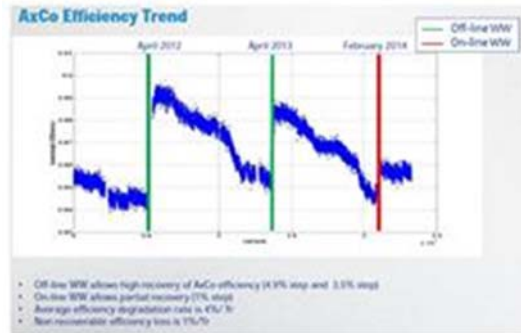 AxCo Efficiency Trend
Off-line WW
On-line WW
April 2012
April 2013
February 2014
• Off-line WW allows high recovery of AxCo efficiency (4.9% step and 3.5% step)
• On-line WW allows partial recovery (1% step)
• Average efficiency degradation rate is 4%/Yr
• Non recoverable efficiency loss is 1%/Yr